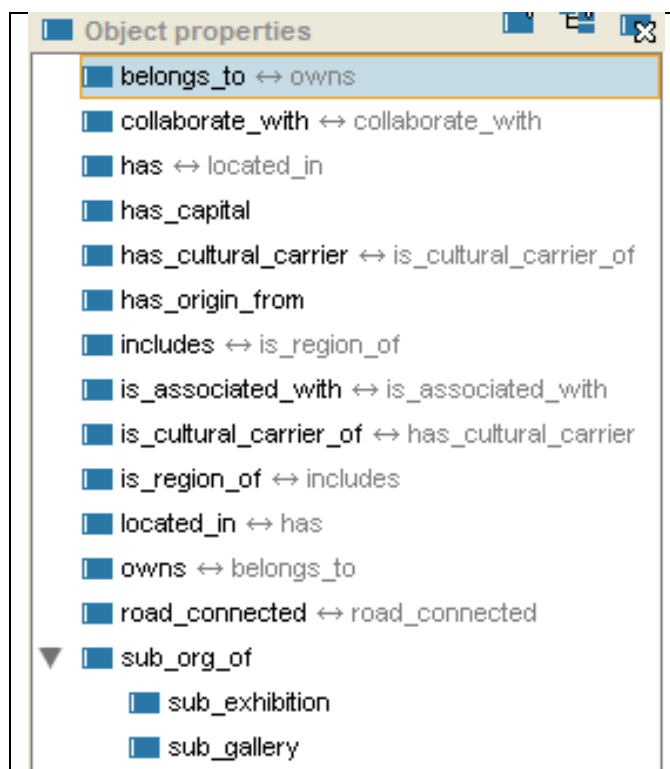 Object properties
belongs_to ↔ owns
collaborate_with ↔ collaborate_with
has ↔ located_in
has_capital
has_cultural_carrier ↔ is_cultural_carrier_of
has_origin_from
includes ↔ is_region_of
is_associated_with ↔ is_associated_with
is_cultural_carrier_of ↔ has_cultural_carrier
is_region_of ↔ includes
located_in ↔ has
owns ↔ belongs_to
road_connected ↔ road_connected
sub_org_of
sub_exhibition
sub_gallery